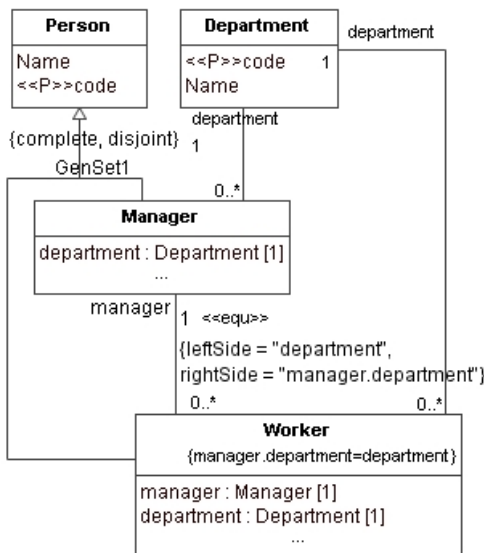 Person
Name
<<P>>code
Department
<<P>>code
Name
1
department
department
1
{complete, disjoint}
GenSet1
0..*
Manager
department : Department [1]
...
manager
1
<<equ>>
{leftSide = "department",
rightSide = "manager.department"}
0..*
0..*
Worker
{manager.department=department}
manager : Manager [1]
department : Department [1]
...